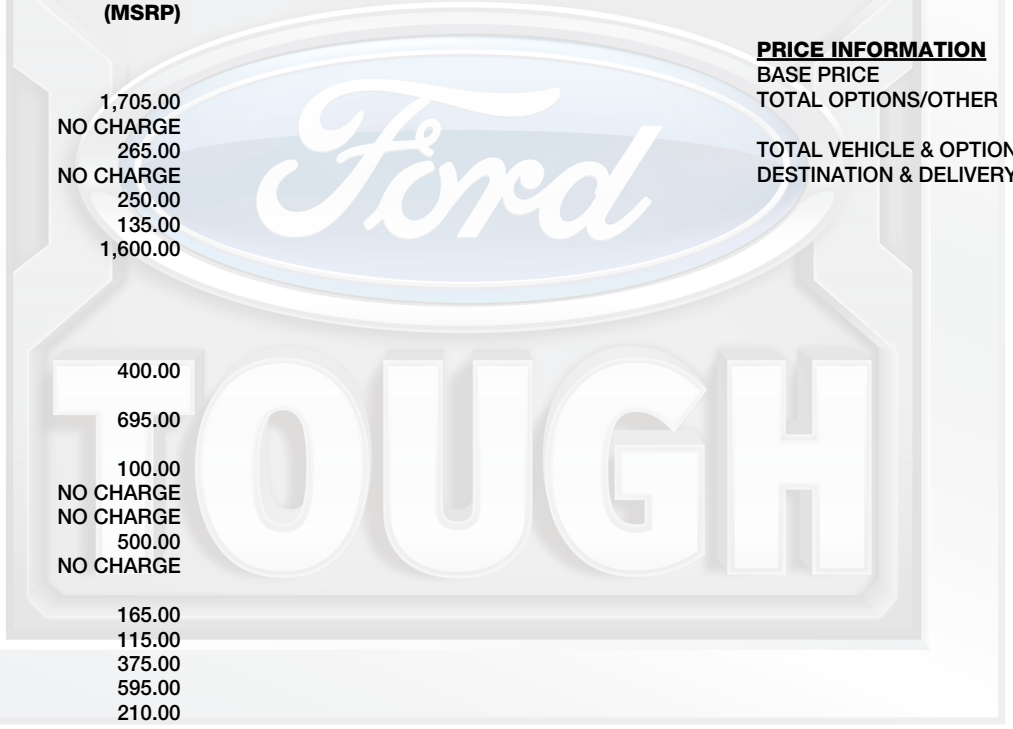 (MSRP)
1,705.00
NO CHARGE
265.00
NO CHARGE
250.00
135.00
1,600.00
400.00
695.00
100.00
NO CHARGE
NO CHARGE
500.00
NO CHARGE
165.00
115.00
375.00
595.00
210.00
PRICE INFORMATION
BASE PRICE
TOTAL OPTIONS/OTHER
TOTAL VEHICLE & OPTION
DESTINATION & DELIVERY
Ford
TOUGH